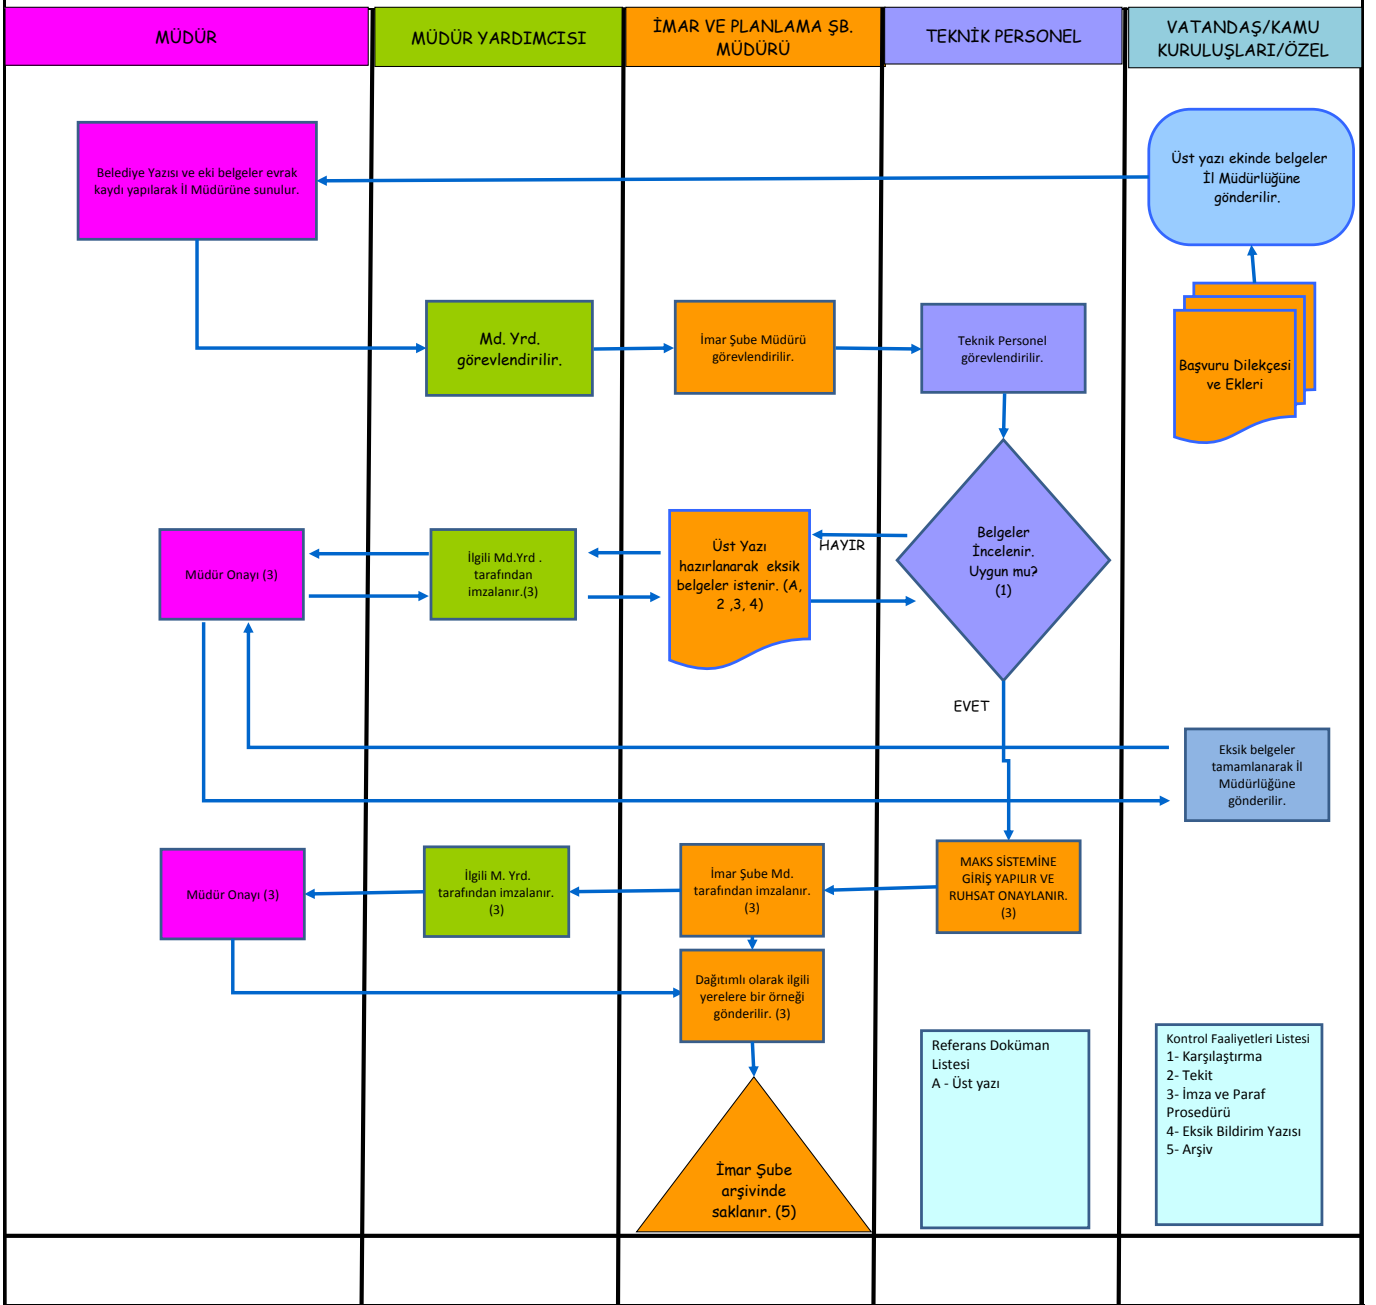 MÜDÜR
MÜDÜR YARDIMCISI
İMAR VE PLANLAMA ŞB.
MÜDÜRÜ
TEKNİK PERSONEL
VATANDAŞ/KAMU
KURULUŞLARI/ÖZEL
Belediye Yazısı ve eki belgeler evrak
kaydı yapılarak İl Müdürüne sunulur.
Üst yazı ekinde belgeler
İl Müdürlüğüne
gönderilir.
Md. Yrd.
görevlendirilir.
İmar Şube Müdürü
görevlendirilir.
Teknik Personel
görevlendirilir.
Başvuru Dilekçesi
ve Ekleri
Müdür Onayı (3)
İlgili Md.Yrd .
tarafından
imzalanır.(3)
Üst Yazı
hazırlanarak eksik
belgeler istenir. (A,
2 ,3, 4)
HAYIR
Belgeler
İncelenir.
Uygun mu?
(1)
EVET
Eksik belgeler
tamamlanarak İl
Müdürlüğüne
gönderilir.
Müdür Onayı (3)
İlgili M. Yrd.
tarafından imzalanır.
(3)
İmar Şube Md.
tarafından imzalanır.
(3)
MAKS SİSTEMİNE
GİRİŞ YAPILIR VE
RUHSAT ONAYLANIR.
(3)
Dağıtımlı olarak ilgili
yerelere bir örneği
gönderilir. (3)
İmar Şube
arşivinde
saklanır. (5)
Referans Doküman
Listesi
A - Üst yazı
Kontrol Faaliyetleri Listesi
1- Karşılaştırma
2- Tekit
3- İmza ve Paraf
Prosedürü
4- Eksik Bildirim Yazısı
5- Arşiv